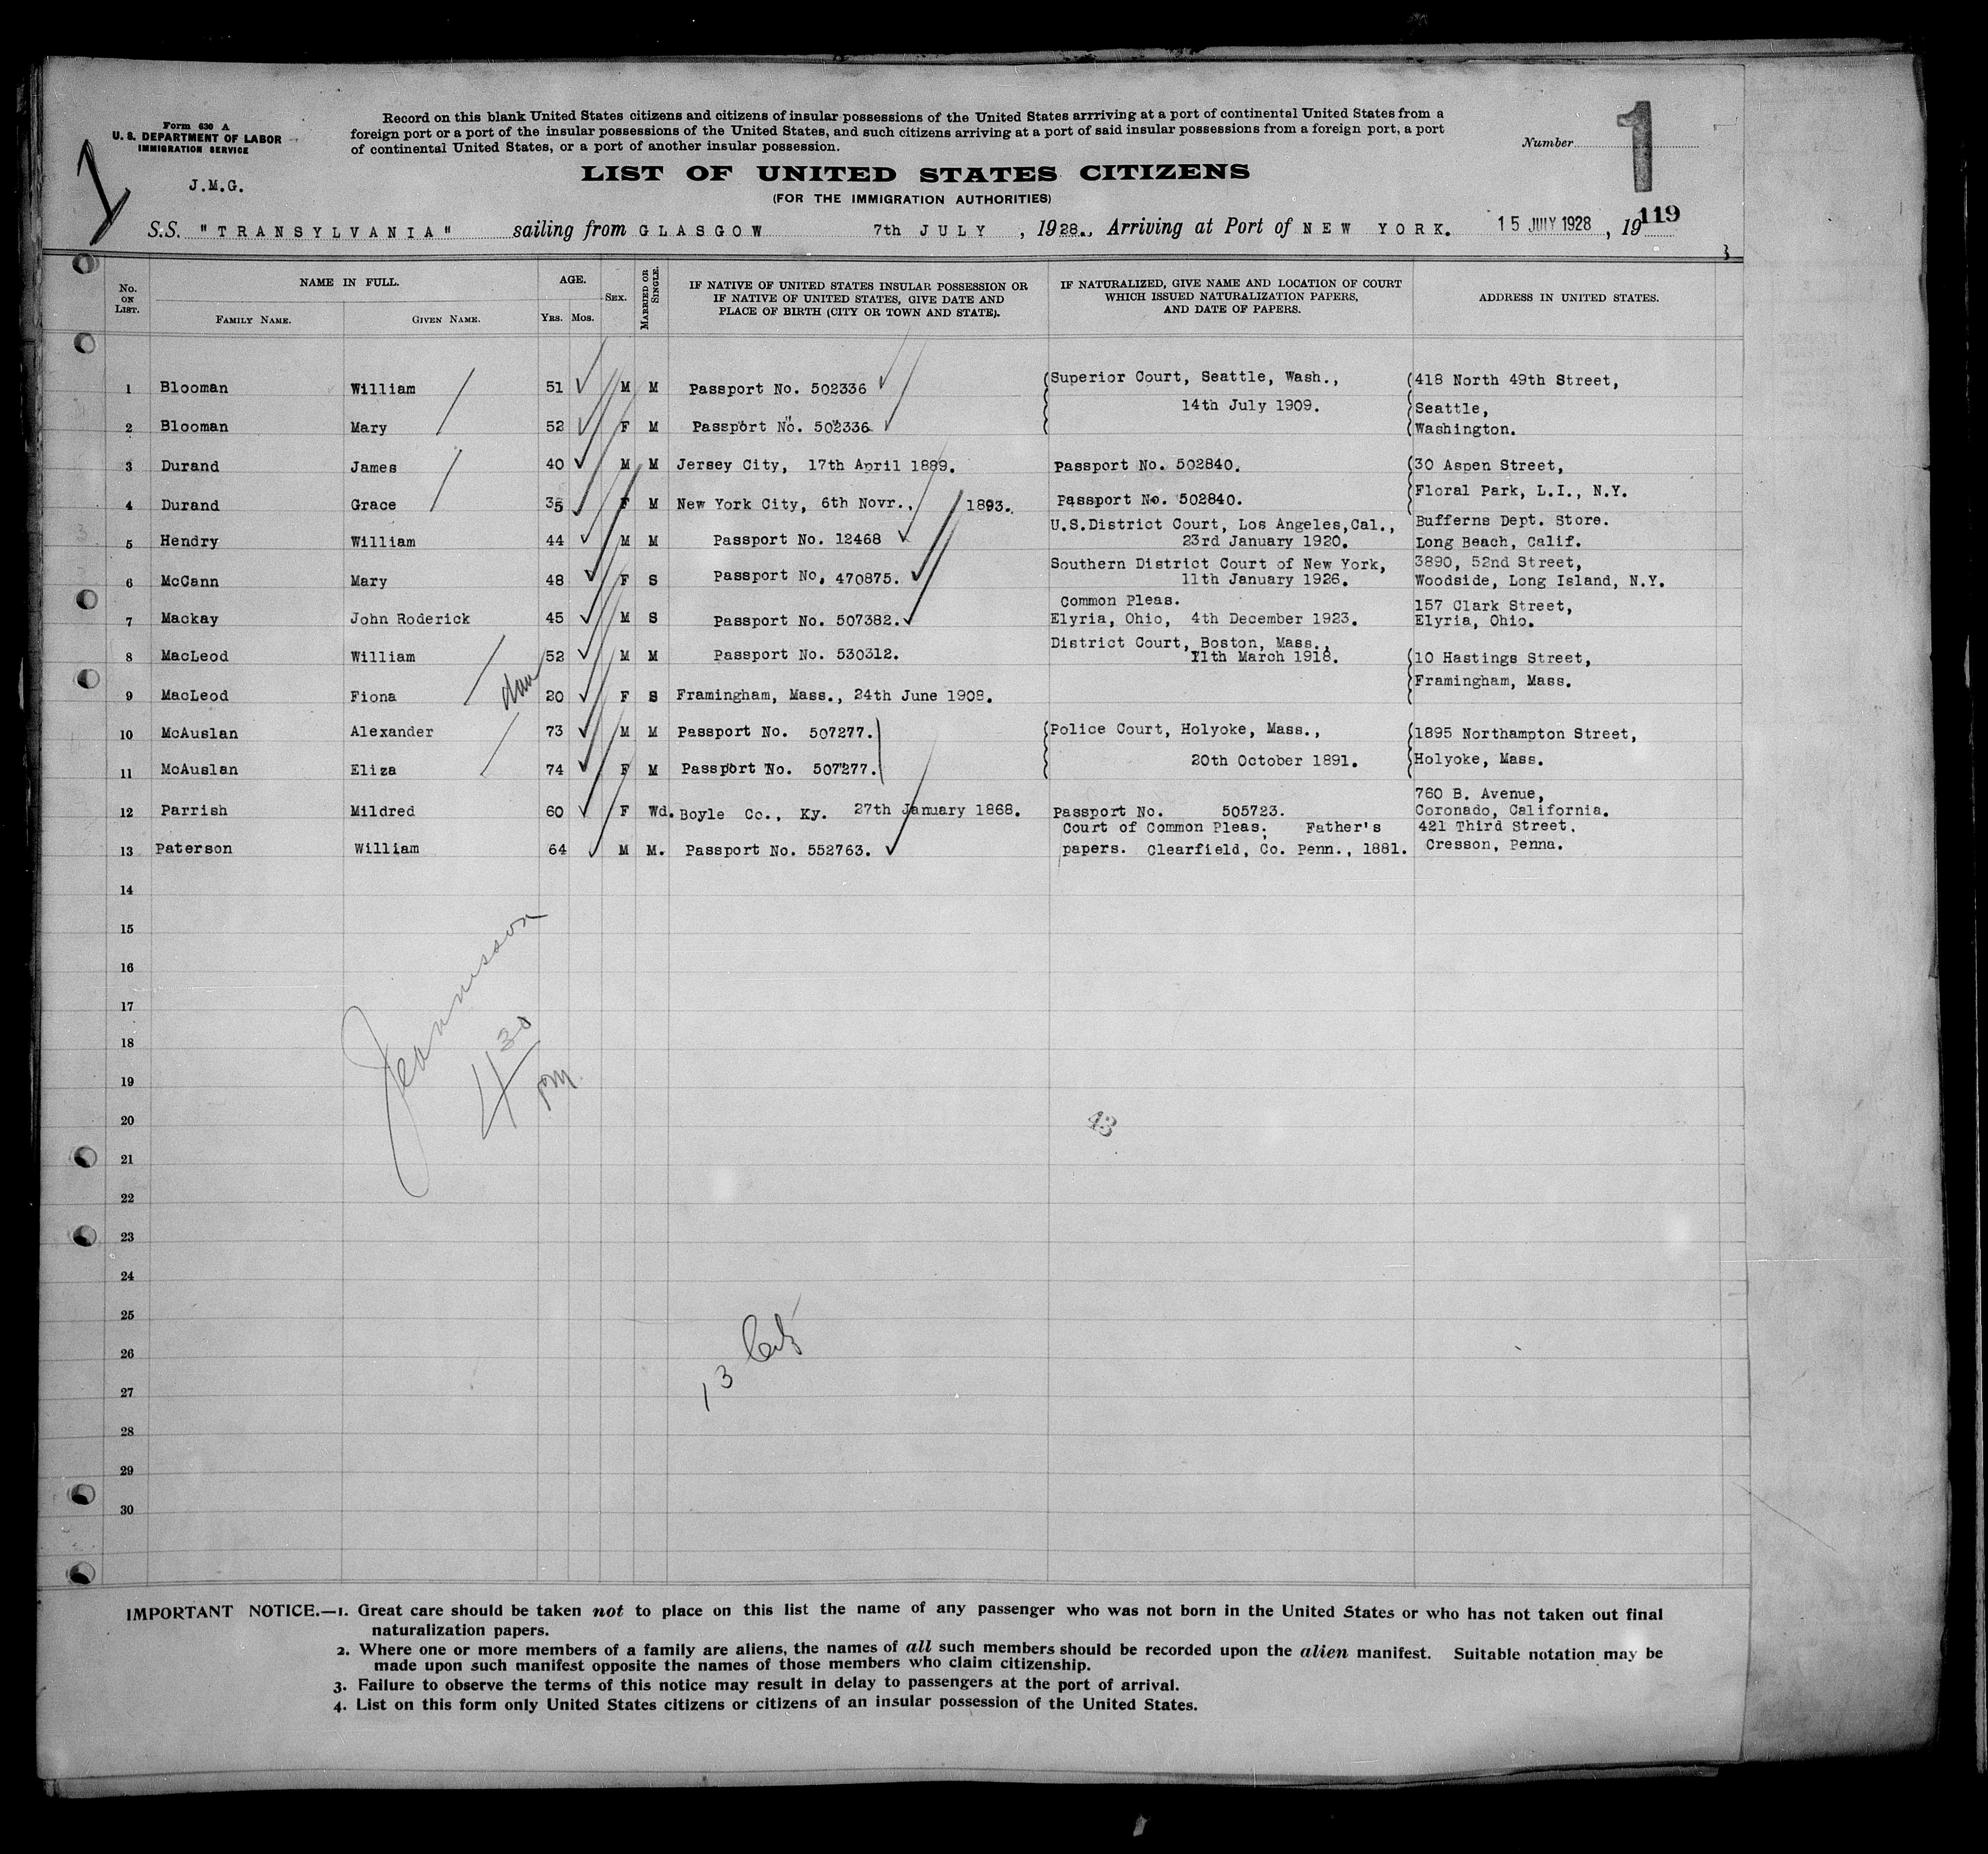 Form 630 A
U. S. DEPARTMENT OF LABOR
IMMIGRATION SERVICE
J.M.G.
Record on this blank United States citizens and citizens of insular possessions of the United States arrriving at a port of continental United States from a
foreign port or a port of the insular possessions of the United States, and such citizens arriving at a port of said insular possessions from a foreign port, a port
of continental United States, or a port of another insular possession.
Number 1
LIST OF UNITED STATES CITIZENS
(FOR THE IMMIGRATION AUTHORITIES)
S.S. "TRANSYLVANIA" sailing from GLASGOW 7th JULY, 1928., Arriving at Port of NEW YORK. 15 JULY 1928, 19 119
No. ON LIST. NAME IN FULL. FAMILY NAME. GIVEN NAME. AGE. YRS. MOS. SEX. MARRIED OR SINGLE. IF NATIVE OF UNITED STATES INSULAR POSSESSION OR IF NATIVE OF UNITED STATES, GIVE DATE AND PLACE OF BIRTH (CITY OR TOWN AND STATE). IF NATURALIZED, GIVE NAME AND LOCATION OF COURT WHICH ISSUED NATURALIZATION PAPERS, AND DATE OF PAPERS. ADDRESS IN UNITED STATES.
1 Blooman William 51 M M Passport No. 502336 (Superior Court, Seattle, Wash., (418 North 49th Street,
14th July 1909. Seattle,
2 Blooman Mary 52 F M Passport No. 502336 (Washington.
3 Durand James 40 M M Jersey City, 17th April 1889. Passport No. 502840. (30 Aspen Street,
4 Durand Grace 35 F M New York City, 6th Novr., 1893. Passport No. 502840. Floral Park, L.I., N.Y.
5 Hendry William 44 M M Passport No. 12468 U.S.District Court, Los Angeles,Cal., 23rd January 1920. Bufferns Dept. Store. Long Beach, Calif.
6 McCann Mary 48 F S Passport No. 470875. Southern District Court of New York, 11th January 1926. 3890, 52nd Street, Woodside, Long Island, N.Y.
7 Mackay John Roderick 45 M S Passport No. 507382. Common Pleas. Elyria, Ohio, 4th December 1923. 157 Clark Street, Elyria, Ohio.
8 MacLeod William 52 M M Passport No. 530312. District Court, Boston, Mass., 11th March 1918. (10 Hastings Street,
Framingham, Mass.
9 MacLeod Fiona 20 F S Framingham, Mass., 24th June 1908.
10 McAuslan Alexander 73 M M Passport No. 507277. (Police Court, Holyoke, Mass., (1895 Northampton Street,
11 McAuslan Eliza 74 F M Passport No. 507277. 20th October 1891. Holyoke, Mass.
12 Parrish Mildred 60 F Wd. Boyle Co., Ky. 27th January 1868. Passport No. 505723. 760 B. Avenue, Coronado, California.
13 Paterson William 64 M M. Passport No. 552763. Court of Common Pleas. Father's papers. Clearfield, Co. Penn., 1881. 421 Third Street. Cresson, Penna.
14
15
16
17
18
19
20
21
22
23
24
25
26
27
28
29
30
4 30 pm
13
IMPORTANT NOTICE.—1. Great care should be taken not to place on this list the name of any passenger who was not born in the United States or who has not taken out final
naturalization papers.
2. Where one or more members of a family are aliens, the names of all such members should be recorded upon the alien manifest. Suitable notation may be
made upon such manifest opposite the names of those members who claim citizenship.
3. Failure to observe the terms of this notice may result in delay to passengers at the port of arrival.
4. List on this form only United States citizens or citizens of an insular possession of the United States.